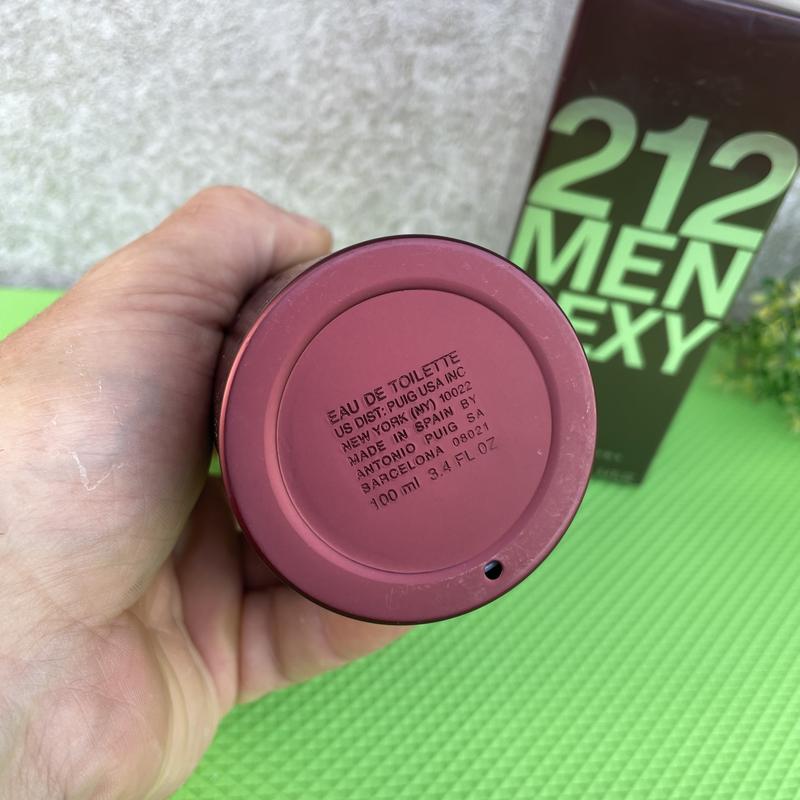 212
MEN
SEXY
EAU DE TOILETTE
US DIST: PUIG USA INC
NEW YORK (NY) 10022
MADE IN SPAIN BY
ANTONIO PUIG SA
BARCELONA 08021
100 ml 3.4 FL OZ